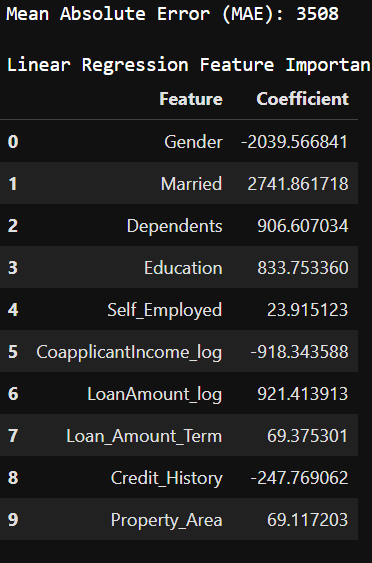 Mean Absolute Error (MAE): 3508
Linear Regression Feature Importan
Feature Coefficient
0 Gender -2039.566841
1 Married 2741.861718
2 Dependents 906.607034
3 Education 833.753360
4 Self_Employed 23.915123
5 CoapplicantIncome_log -918.343588
6 LoanAmount_log 921.413913
7 Loan_Amount_Term 69.375301
8 Credit_History -247.769062
9 Property_Area 69.117203